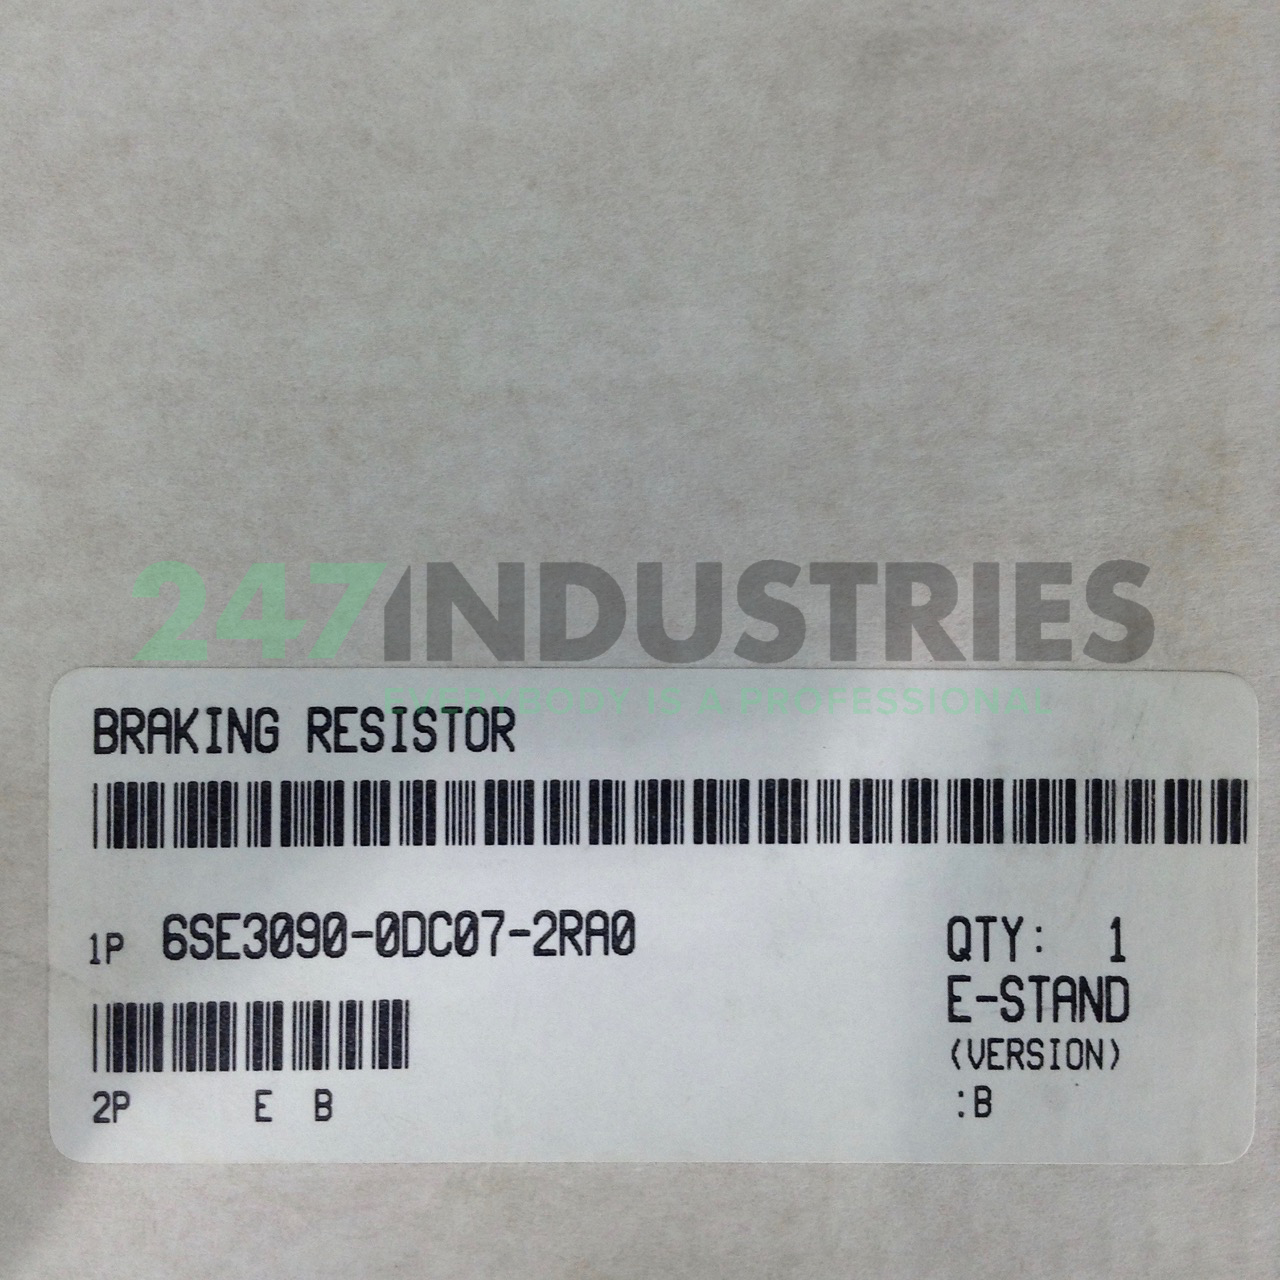 247INDUSTRIES
EVERYBODY IS A PROFESSIONAL
BRAKING RESISTOR
1P 6SE3090-0DC07-2RA0
QTY: 1
E-STAND
(VERSION)
:B
2P E B